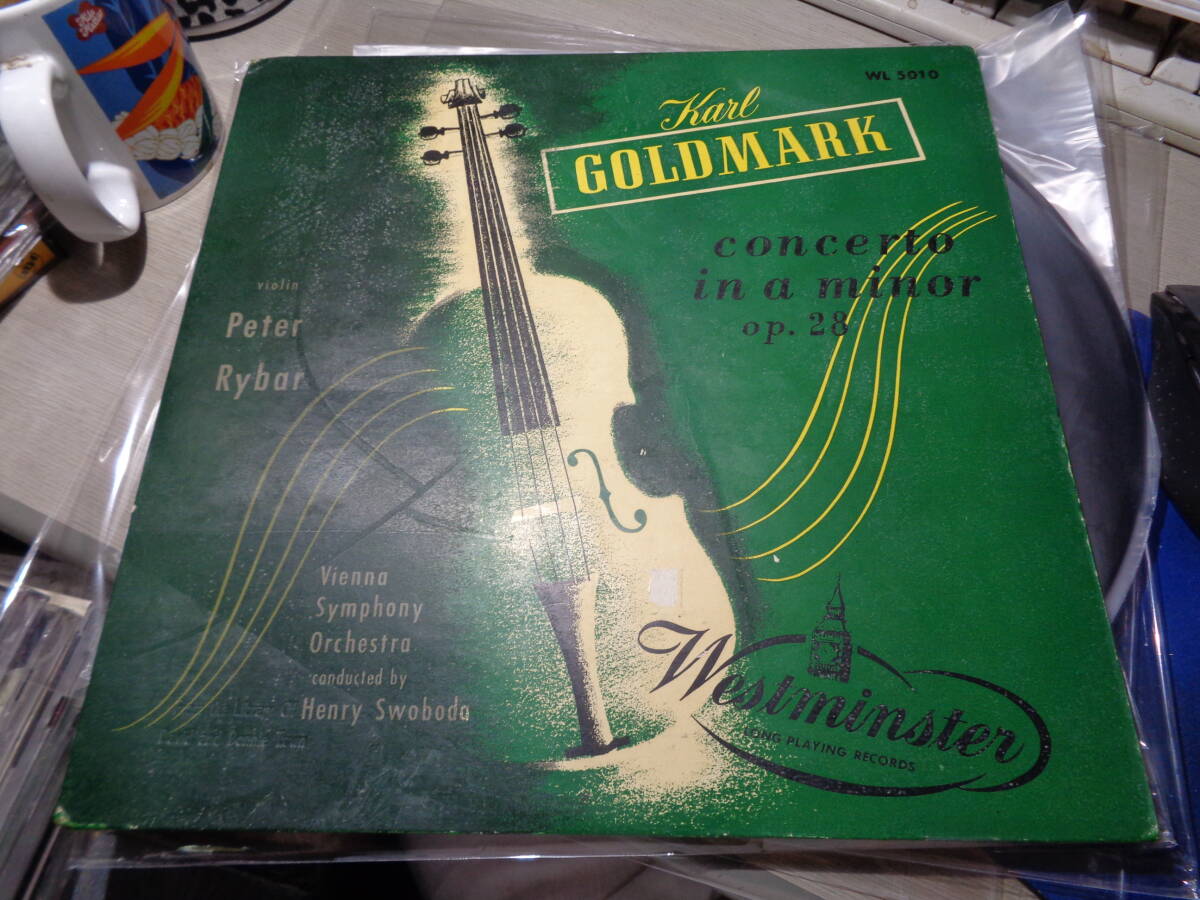 WL 5010
Karl
GOLDMARK
concerto
in a minor
op. 28
violin
Peter
Rybar
Vienna
Symphony
Orchestra
conducted by
Henry Swoboda
Westminster
LONG PLAYING RECORDS